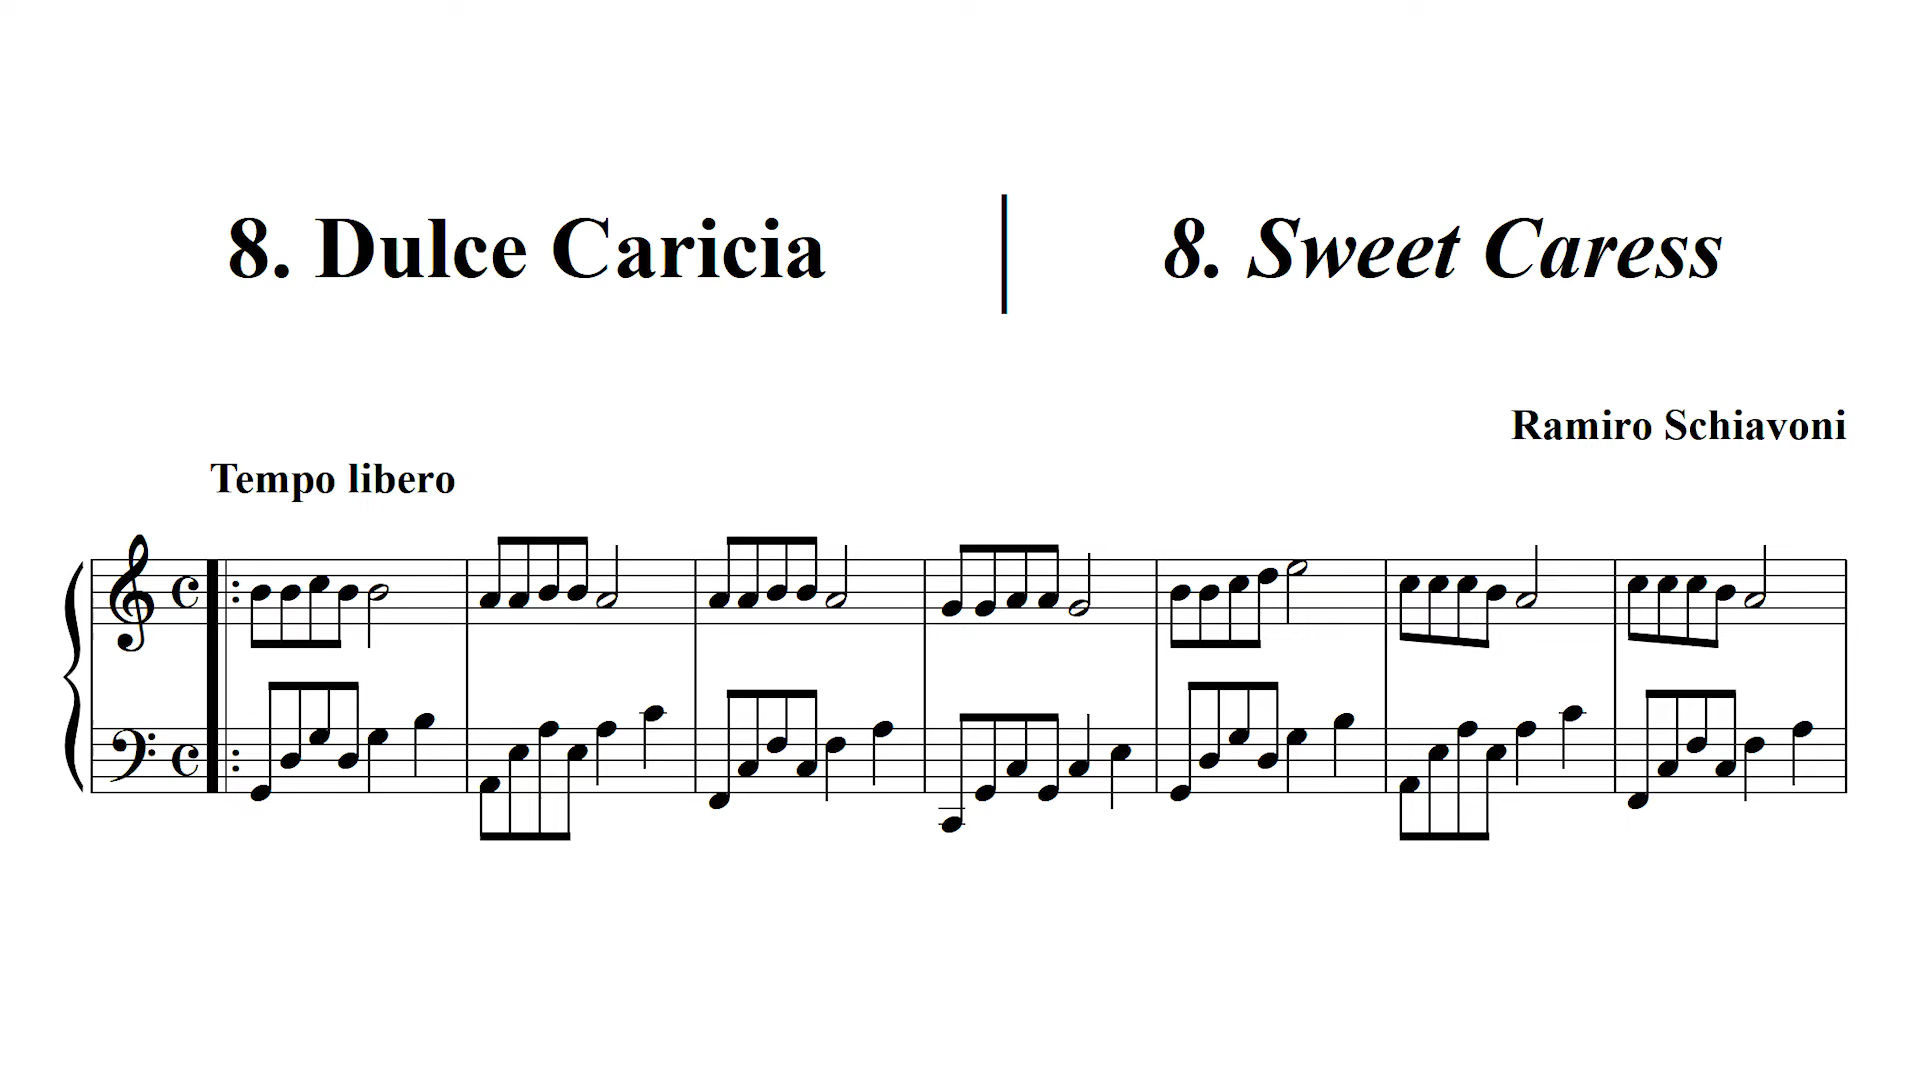 8. Dulce Caricia
8. Sweet Caress
Ramiro Schiavoni
Tempo libero